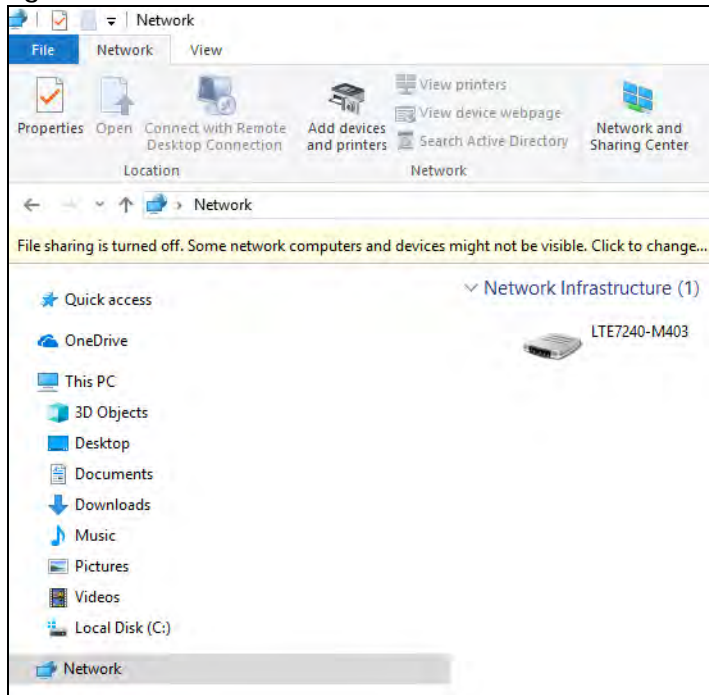 Network
File Network View
Properties Open Connect with Remote Desktop Connection Add devices and printers View printers
View device webpage
Search Active Directory Network and Sharing Center
Location Network
Network
File sharing is turned off. Some network computers and devices might not be visible. Click to change...
Quick access
Network Infrastructure (1)
OneDrive
LTE7240-M403
This PC
3D Objects
Desktop
Documents
Downloads
Music
Pictures
Videos
Local Disk (C:)
Network